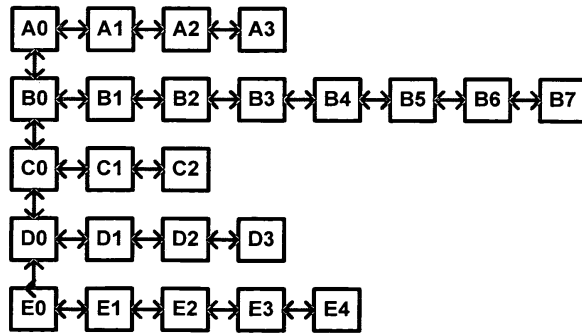 A0 A1 A2 A3
B0 B1 B2 B3 B4 B5 B6 B7
C0 C1 C2
D0 D1 D2 D3
E0 E1 E2 E3 E4